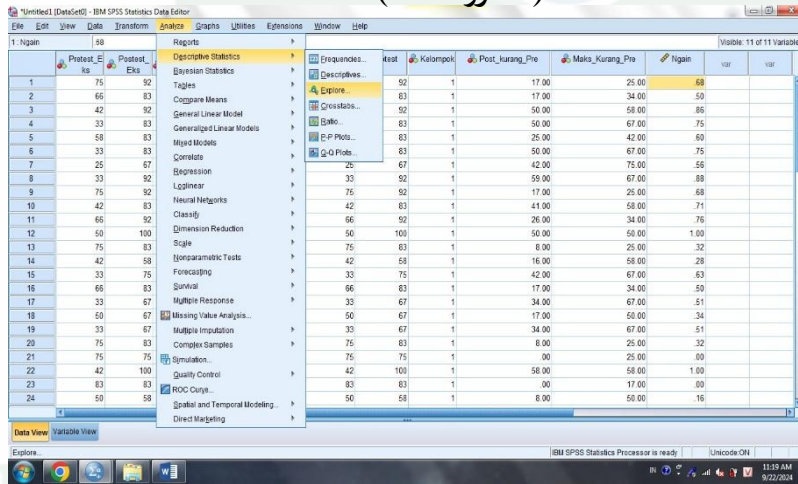 *Untitled1 [DataSet0] - IBM SPSS Statistics Data Editor
File Edit View Data Transform Analyze Graphs Utilities Extensions Window Help
1 : Ngain .68 Visible: 11 of 11 Variables
Pretest_Eks Postest_Eks ttest Kelompok Post_kurang_Pre Maks_Kurang_Pre Ngain var var
Reports
Descriptive Statistics
Bayesian Statistics
Tables
Compare Means
General Linear Model
Generalized Linear Models
Mixed Models
Correlate
Regression
Loglinear
Neural Networks
Classify
Dimension Reduction
Scale
Nonparametric Tests
Forecasting
Survival
Multiple Response
Missing Value Analysis...
Multiple Imputation
Complex Samples
Simulation...
Quality Control
ROC Curve...
Spatial and Temporal Modeling...
Direct Marketing
Frequencies...
Descriptives...
Explore...
Crosstabs...
Ratio...
P-P Plots...
Q-Q Plots...
1 75 92 92 1 17.00 25.00 .68
2 66 83 83 1 17.00 34.00 .50
3 42 92 92 1 50.00 58.00 .86
4 33 83 83 1 50.00 67.00 .75
5 58 83 83 1 25.00 42.00 .60
6 33 83 83 1 50.00 67.00 .75
7 25 67 25 67 1 42.00 75.00 .56
8 33 92 33 92 1 59.00 67.00 .88
9 75 92 75 92 1 17.00 25.00 .68
10 42 83 42 83 1 41.00 58.00 .71
11 66 92 66 92 1 26.00 34.00 .76
12 50 100 50 100 1 50.00 50.00 1.00
13 75 83 75 83 1 8.00 25.00 .32
14 42 58 42 58 1 16.00 58.00 .28
15 33 75 33 75 1 42.00 67.00 .63
16 66 83 66 83 1 17.00 34.00 .50
17 33 67 33 67 1 34.00 67.00 .51
18 50 67 50 67 1 17.00 50.00 .34
19 33 67 33 67 1 34.00 67.00 .51
20 75 83 75 83 1 8.00 25.00 .32
21 75 75 75 75 1 .00 25.00 .00
22 42 100 42 100 1 58.00 58.00 1.00
23 83 83 83 83 1 .00 17.00 .00
24 50 58 50 58 1 8.00 50.00 .16
Data View Variable View
Explore... IBM SPSS Statistics Processor is ready Unicode:ON
IN 11:19 AM
9/22/2024